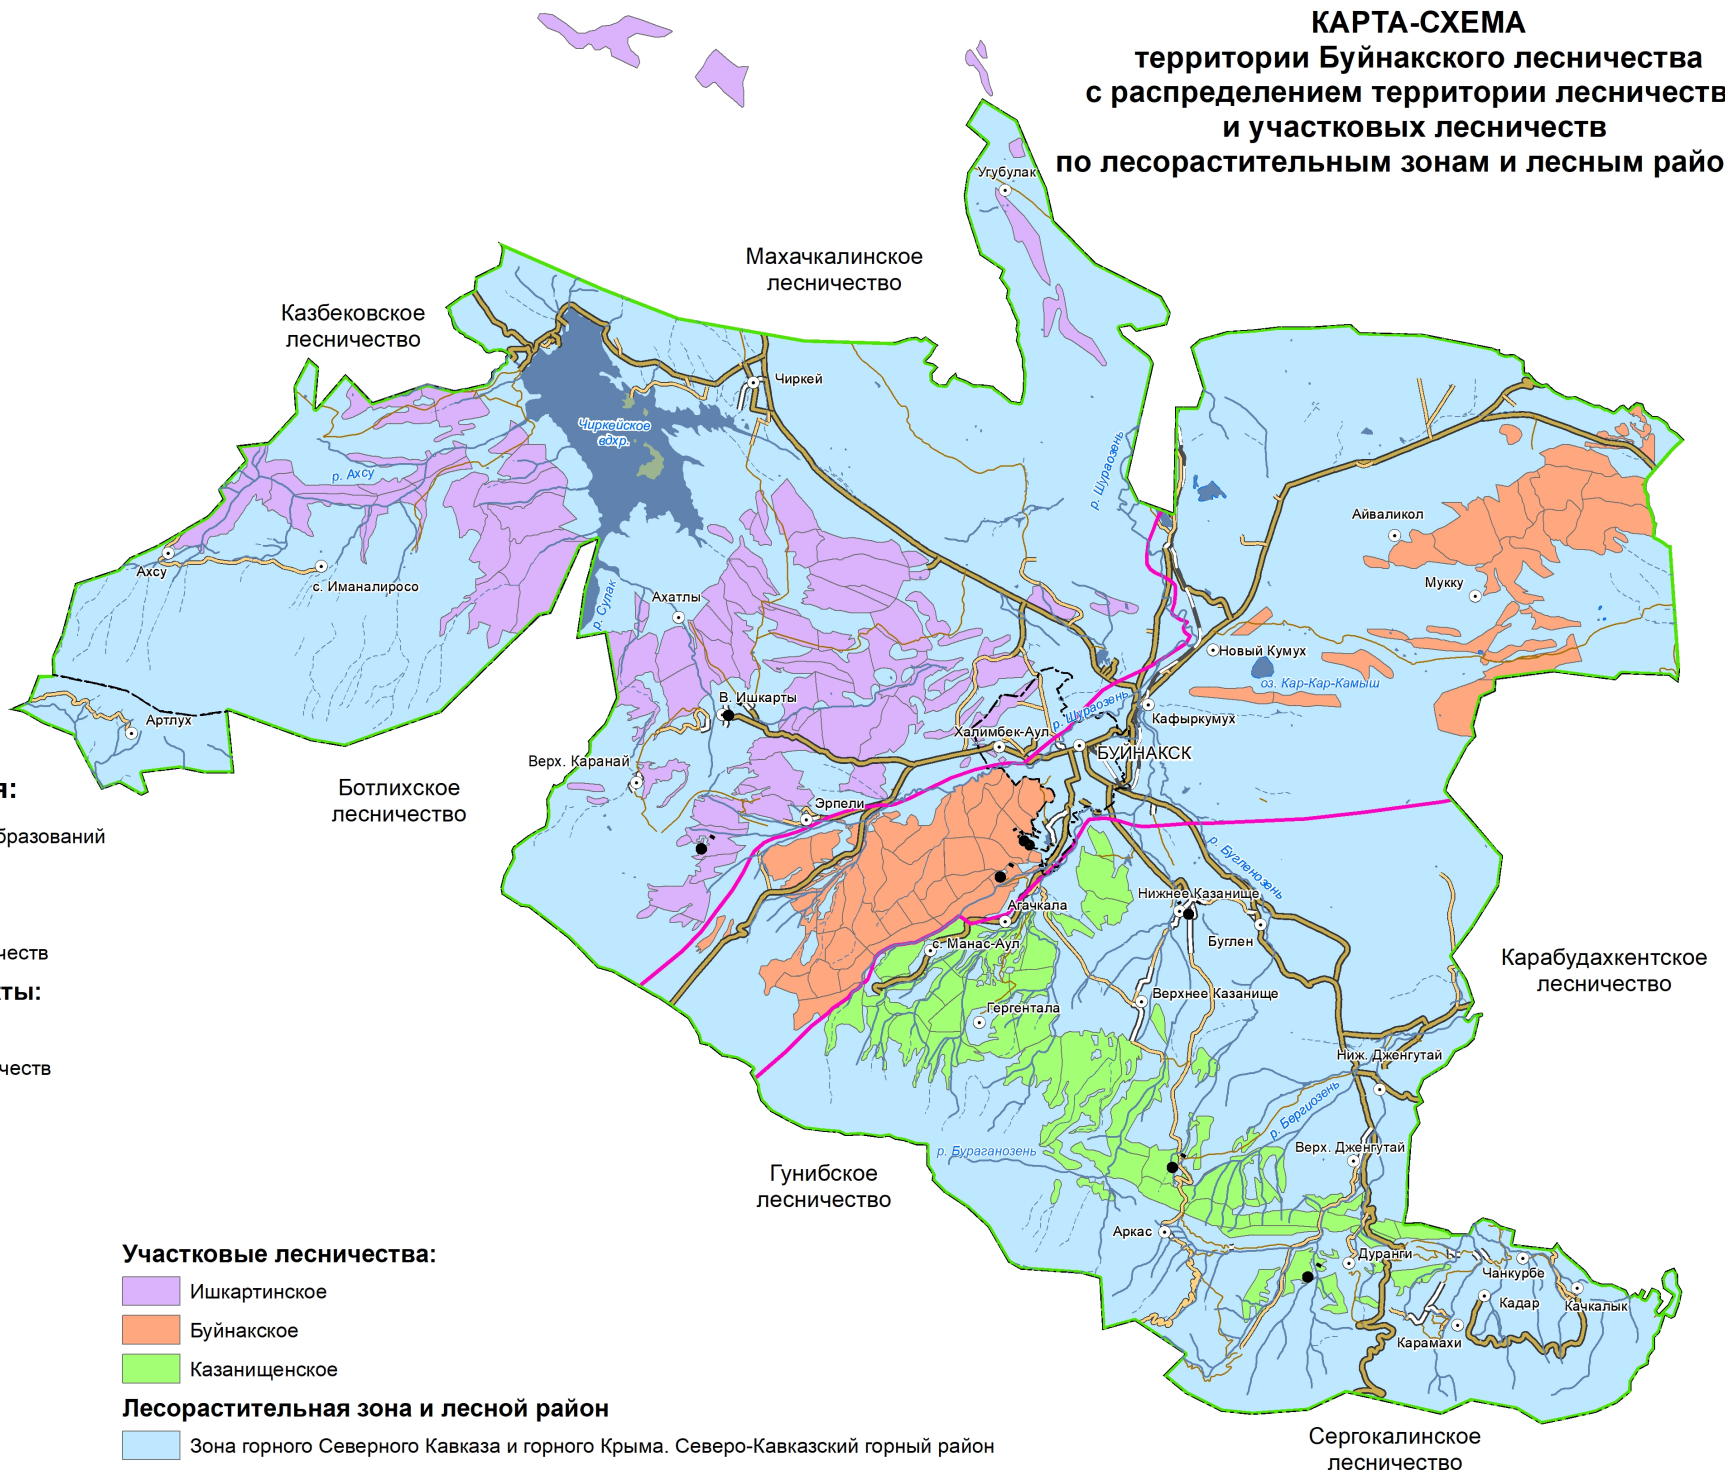 КАРТА-СХЕМА
территории Буйнакского лесничества
с распределением территории лесничеств
и участковых лесничеств
по лесорастительным зонам и лесным райо
Угубулак
Махачкалинское
лесничество
Казбековское
лесничество
Чиркей
Чиркейское
вдхр.
р. Шураозень
р. Ахсу
Айваликол
Ахсу
с. Иманалиросо
р. Сулак
Ахатлы
Мукку
Новый Кумух
оз. Кар-Кар-Камыш
В. Ишкарты
р. Шураозень
Кафыркумух
Артлух
Халимбек-Аул
БУЙНАКСК
Верх. Каранай
Ботлихское
лесничество
я:
Эрпели
бразований
р. Бугленозень
Нижнее Казанище
Агачкала
Буглен
с. Манас-Аул
честв
Карабудахкентское
лесничество
кты:
Верхнее Казанище
Гергентала
Ниж. Дженгутай
честв
р. Бергиозень
р. Бураганозень
Верх. Дженгутай
Гунибское
лесничество
Аркас
Дуранги
Чанкурбе
Кадар
Качкалык
Карамахи
Участковые лесничества:
Ишкартинское
Буйнакское
Казанищенское
Лесорастительная зона и лесной район
Зона горного Северного Кавказа и горного Крыма. Северо-Кавказский горный район
Сергокалинское
лесничество